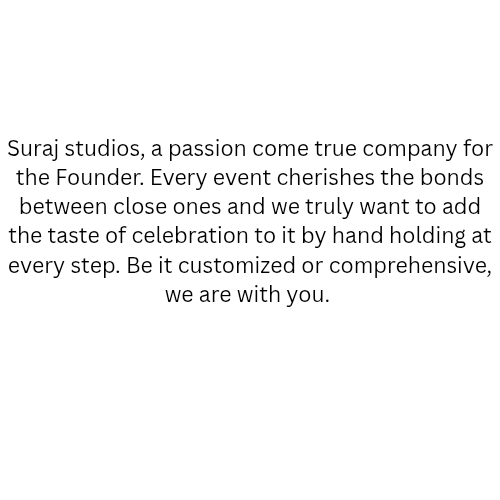 Suraj studios, a passion come true company for
the Founder. Every event cherishes the bonds
between close ones and we truly want to add
the taste of celebration to it by hand holding at
every step. Be it customized or comprehensive,
we are with you.